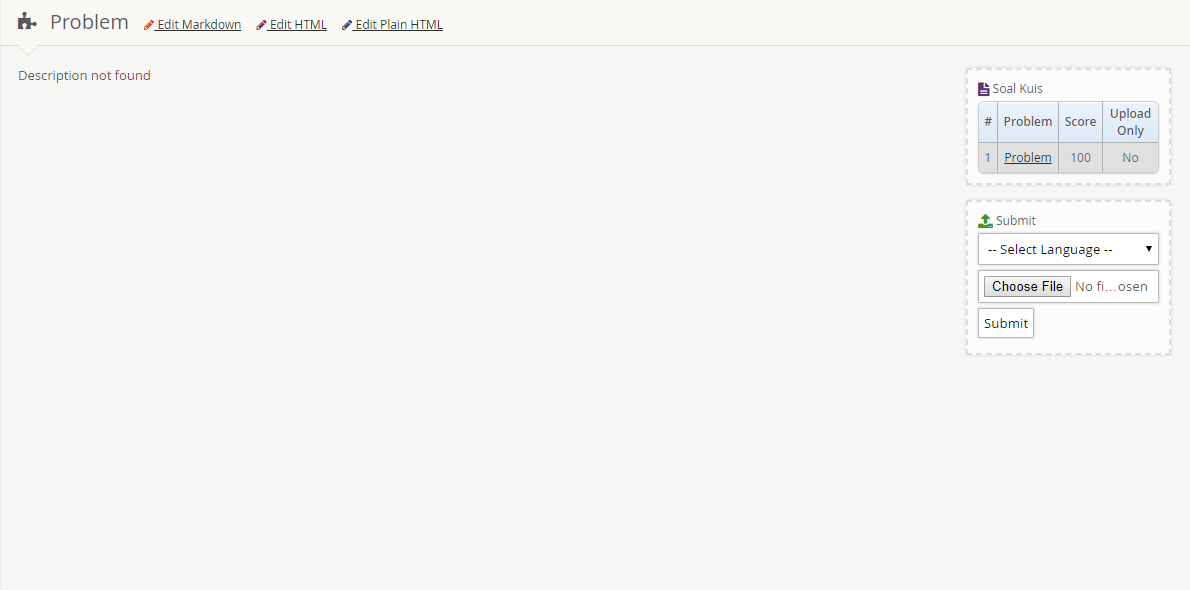 Problem Edit Markdown Edit HTML Edit Plain HTML
Description not found
Soal Kuis
# Problem Score Upload Only
1 Problem 100 No
Submit
-- Select Language --
Choose File No fi...osen
Submit